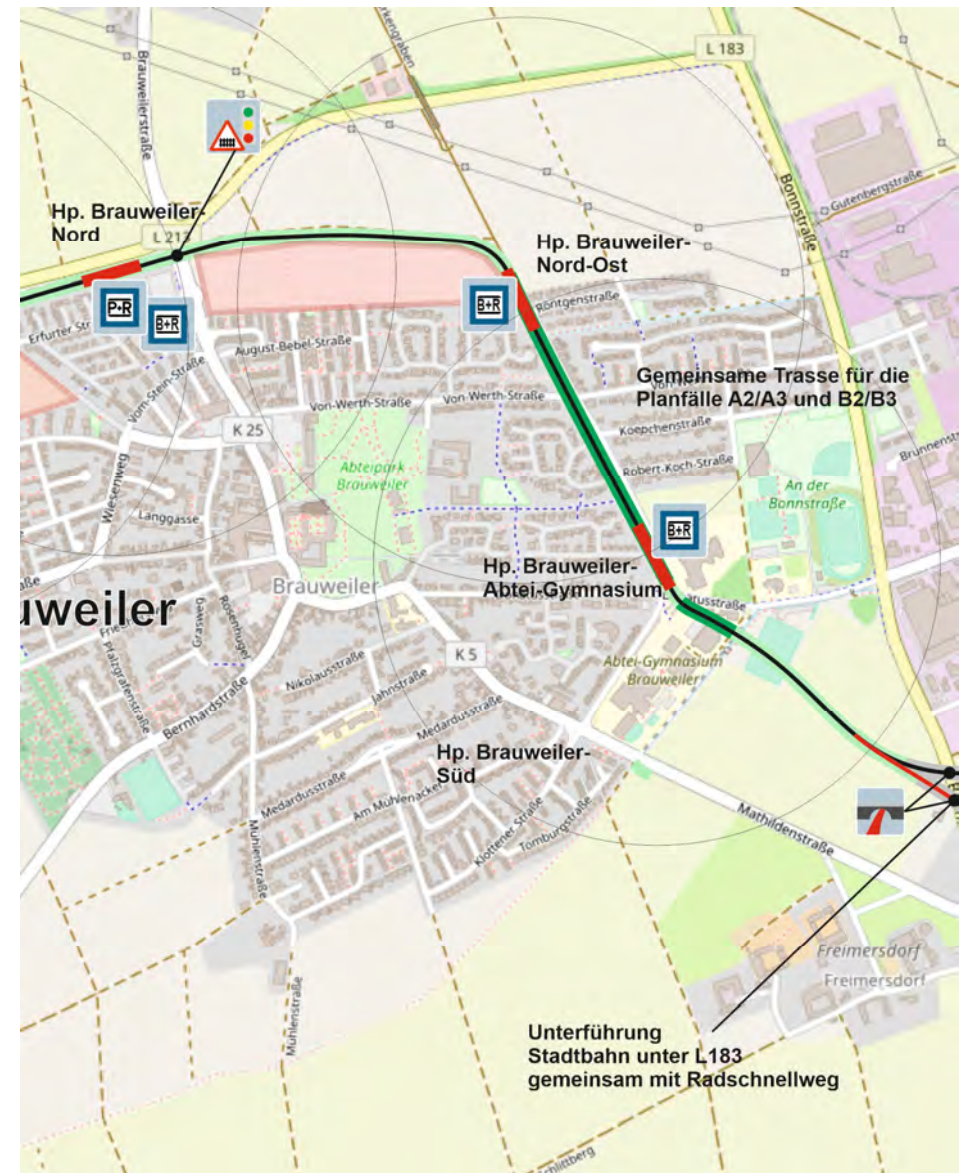 L 183
Brauweilerstraße
Gutenbergstraße
Bonnstraße
Hp. Brauweiler-
Nord
L 213
Hp. Brauweiler-
Nord-Ost
P+R
B+R
B+R
Röntgenstraße
Erfurter Str
August-Bebel-Straße
Vom-Stein-Straße
Gemeinsame Trasse für die
Planfälle A2/A3 und B2/B3
Von-Werth-Straße
Von-Werth-Straße
K 25
Koepchenstraße
Brunnenst
Robert-Koch-Straße
Abteipark
Brauweiler
Wiesenweg
An der
Bonnstraße
Langgasse
B+R
Hp. Brauweiler-
Abtei-Gymnasium
Brauweiler
uweiler
atusstraße
Grasweg
Rosenhügel
Pfalzgrafenstraße
K 5
Abtei-Gymnasium
Brauweiler
Nikolausstraße
Jahnstraße
Bernhardstraße
Medardusstraße
Hp. Brauweiler-
Süd
Medardusstraße
Am Mühlenacker
Klottener Straße
Tomburgstraße
Mühlenstraße
Mathildenstraße
Freimersdorf
Freimersdorf
Mühlenstraße
Unterführung
Stadtbahn unter L183
gemeinsam mit Radschnellweg
chlittberg